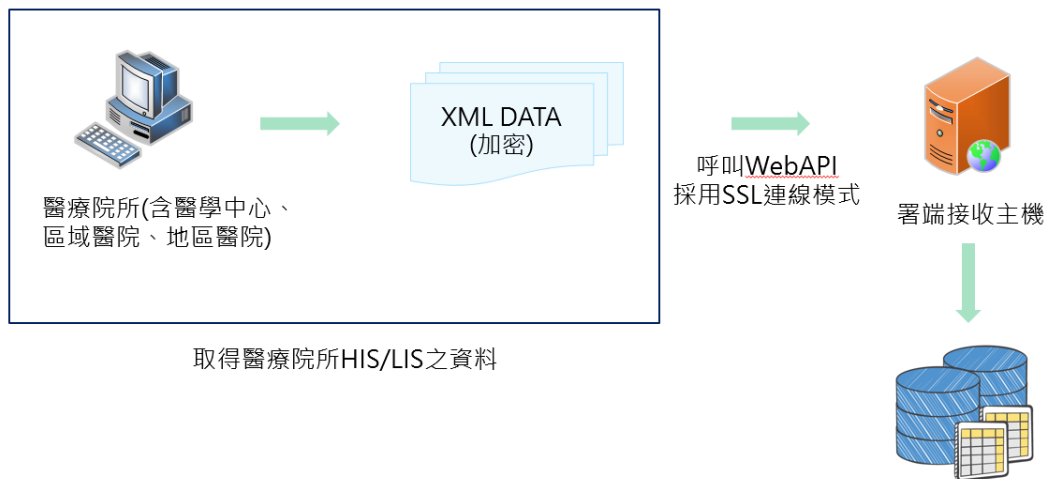 XML DATA
(加密)
醫療院所(含醫學中心、
區域醫院、地區醫院)
呼叫WebAPI
採用SSL連線模式
署端接收主機
取得醫療院所HIS/LIS之資料